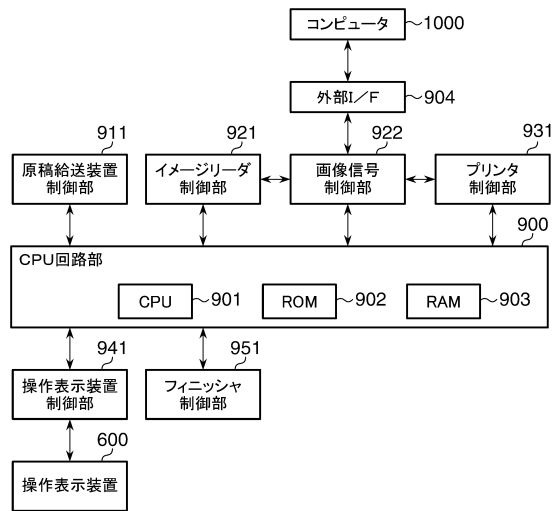 コンピュータ 1000
外部I/F 904
911 921 922 931
原稿給送装置
制御部
イメージリーダ
制御部
画像信号
制御部
プリンタ
制御部
900
CPU回路部
CPU 901 ROM 902 RAM 903
941 951
操作表示装置
制御部
フィニッシャ
制御部
600
操作表示装置